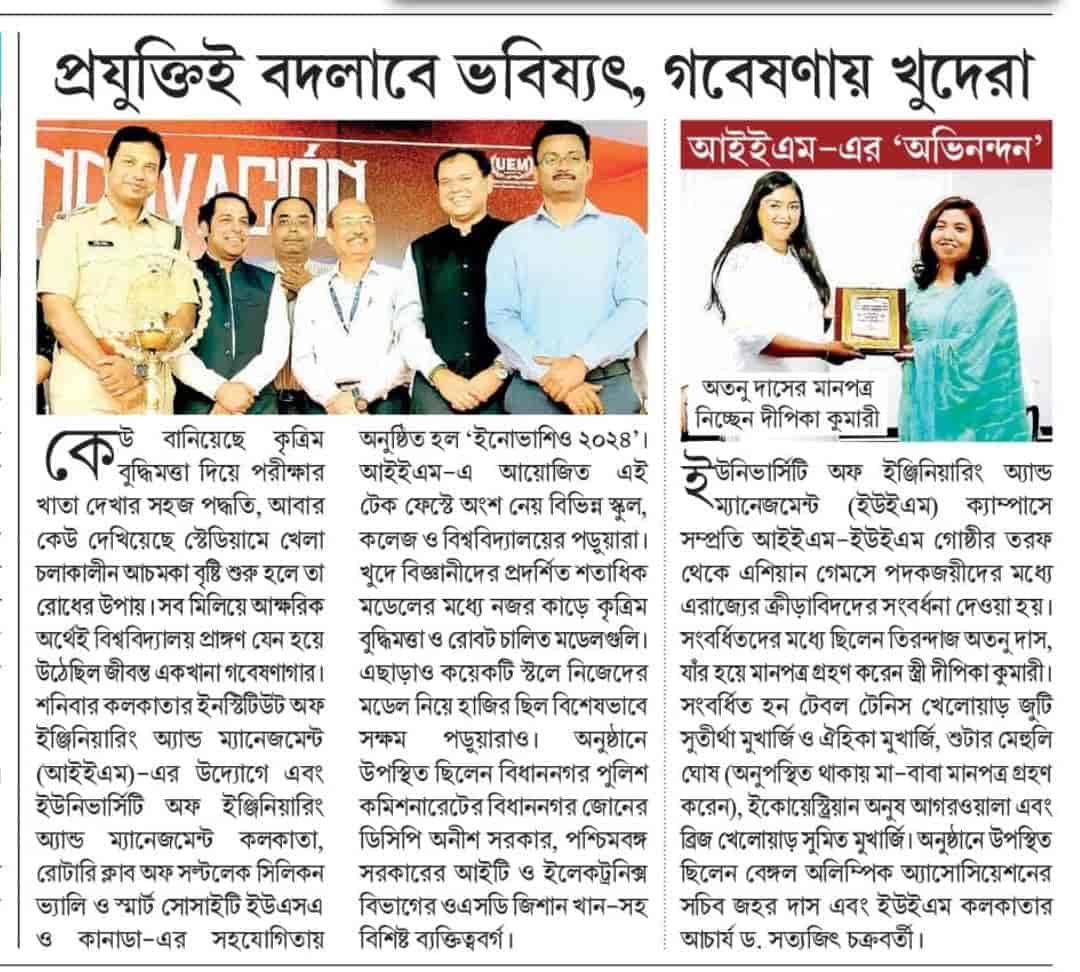 প্রযুক্তিই বদলাবে ভবিষ্যৎ, গবেষণায় খুদেরা
INNOVACIÓN
UEM
কেউ বানিয়েছে কৃত্রিম
বুদ্ধিমত্তা দিয়ে পরীক্ষার
খাতা দেখার সহজ পদ্ধতি, আবার
কেউ দেখিয়েছে স্টেডিয়ামে খেলা
চলাকালীন আচমকা বৃষ্টি শুরু হলে তা
রোধের উপায়। সব মিলিয়ে আক্ষরিক
অর্থেই বিশ্ববিদ্যালয় প্রাঙ্গণ যেন হয়ে
উঠেছিল জীবন্ত একখানা গবেষণাগার।
শনিবার কলকাতার ইনস্টিটিউট অফ
ইঞ্জিনিয়ারিং অ্যান্ড ম্যানেজমেন্ট
(আইইএম)-এর উদ্যোগে এবং
ইউনিভার্সিটি অফ ইঞ্জিনিয়ারিং
অ্যান্ড ম্যানেজমেন্ট কলকাতা,
রোটারি ক্লাব অফ সল্টলেক সিলিকন
ভ্যালি ও স্মার্ট সোসাইটি ইউএসএ
ও কানাডা-এর সহযোগিতায়
অনুষ্ঠিত হল ‘ইনোভাশিও ২০২৪’।
আইইএম-এ আয়োজিত এই
টেক ফেস্টে অংশ নেয় বিভিন্ন স্কুল,
কলেজ ও বিশ্ববিদ্যালয়ের পড়ুয়ারা।
খুদে বিজ্ঞানীদের প্রদর্শিত শতাধিক
মডেলের মধ্যে নজর কাড়ে কৃত্রিম
বুদ্ধিমত্তা ও রোবট চালিত মডেলগুলি।
এছাড়াও কয়েকটি স্টলে নিজেদের
মডেল নিয়ে হাজির ছিল বিশেষভাবে
সক্ষম পড়ুয়ারাও। অনুষ্ঠানে
উপস্থিত ছিলেন বিধাননগর পুলিশ
কমিশনারেটের বিধাননগর জোনের
ডিসিপি অনীশ সরকার, পশ্চিমবঙ্গ
সরকারের আইটি ও ইলেকট্রনিক্স
বিভাগের ওএসডি জিশান খান-সহ
বিশিষ্ট ব্যক্তিত্ববর্গ।
আইইএম-এর ‘অভিনন্দন’
অতনু দাসের মানপত্র
নিচ্ছেন দীপিকা কুমারী
ইউনিভার্সিটি অফ ইঞ্জিনিয়ারিং অ্যান্ড
ম্যানেজমেন্ট (ইউইএম) ক্যাম্পাসে
সম্প্রতি আইইএম-ইউইএম গোষ্ঠীর তরফ
থেকে এশিয়ান গেমসে পদকজয়ীদের মধ্যে
এরাজ্যের ক্রীড়াবিদদের সংবর্ধনা দেওয়া হয়।
সংবর্ধিতদের মধ্যে ছিলেন তিরন্দাজ অতনু দাস,
যাঁর হয়ে মানপত্র গ্রহণ করেন স্ত্রী দীপিকা কুমারী।
সংবর্ধিত হন টেবল টেনিস খেলোয়াড় জুটি
সুতীর্থা মুখার্জি ও ঐহিকা মুখার্জি, শুটার মেহুলি
ঘোষ (অনুপস্থিত থাকায় মা-বাবা মানপত্র গ্রহণ
করেন), ইকোয়েস্ট্রিয়ান অনুষ আগরওয়ালা এবং
ব্রিজ খেলোয়াড় সুমিত মুখার্জি। অনুষ্ঠানে উপস্থিত
ছিলেন বেঙ্গল অলিম্পিক অ্যাসোসিয়েশনের
সচিব জহর দাস এবং ইউইএম কলকাতার
আচার্য ড. সত্যজিৎ চক্রবর্তী।